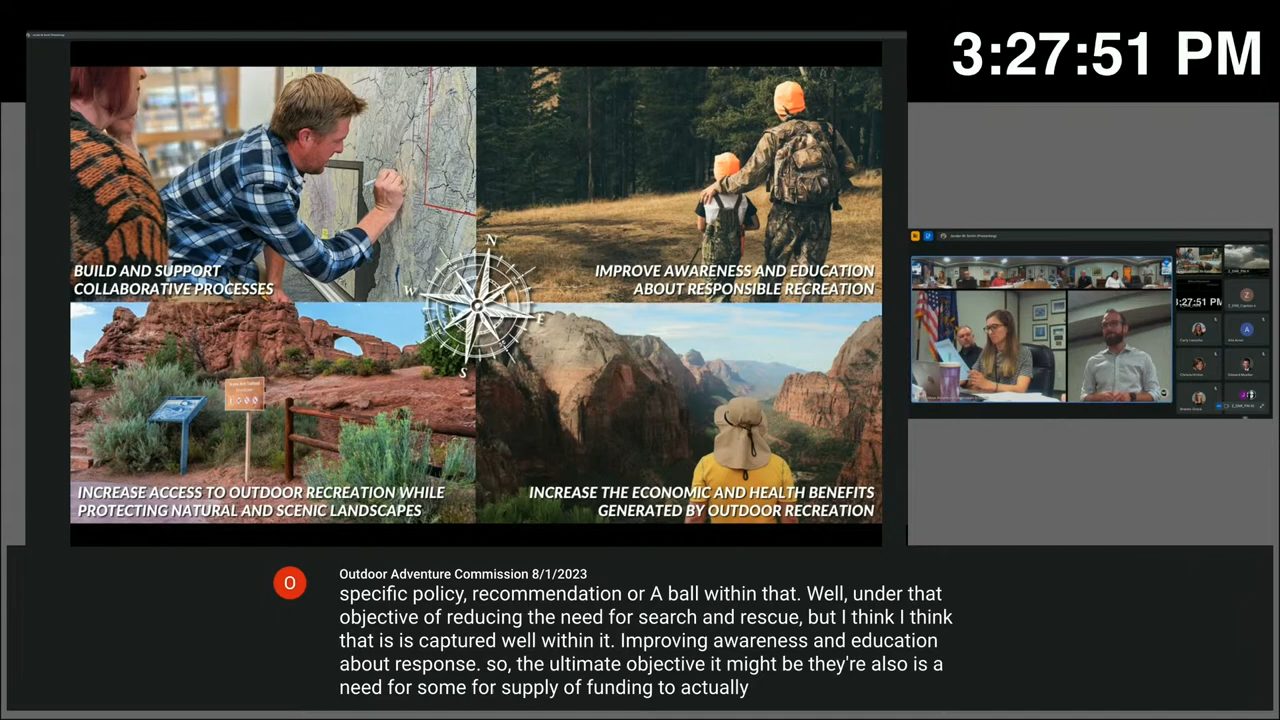 3:27:51 PM
BUILD AND SUPPORT
COLLABORATIVE PROCESSES
IMPROVE AWARENESS AND EDUCATION
ABOUT RESPONSIBLE RECREATION
N
W
E
S
INCREASE ACCESS TO OUTDOOR RECREATION WHILE
PROTECTING NATURAL AND SCENIC LANDSCAPES
INCREASE THE ECONOMIC AND HEALTH BENEFITS
GENERATED BY OUTDOOR RECREATION
:27:51 PM
O
Outdoor Adventure Commission 8/1/2023
specific policy, recommendation or A ball within that. Well, under that
objective of reducing the need for search and rescue, but I think I think
that is is captured well within it. Improving awareness and education
about response. so, the ultimate objective it might be they're also is a
need for some for supply of funding to actually